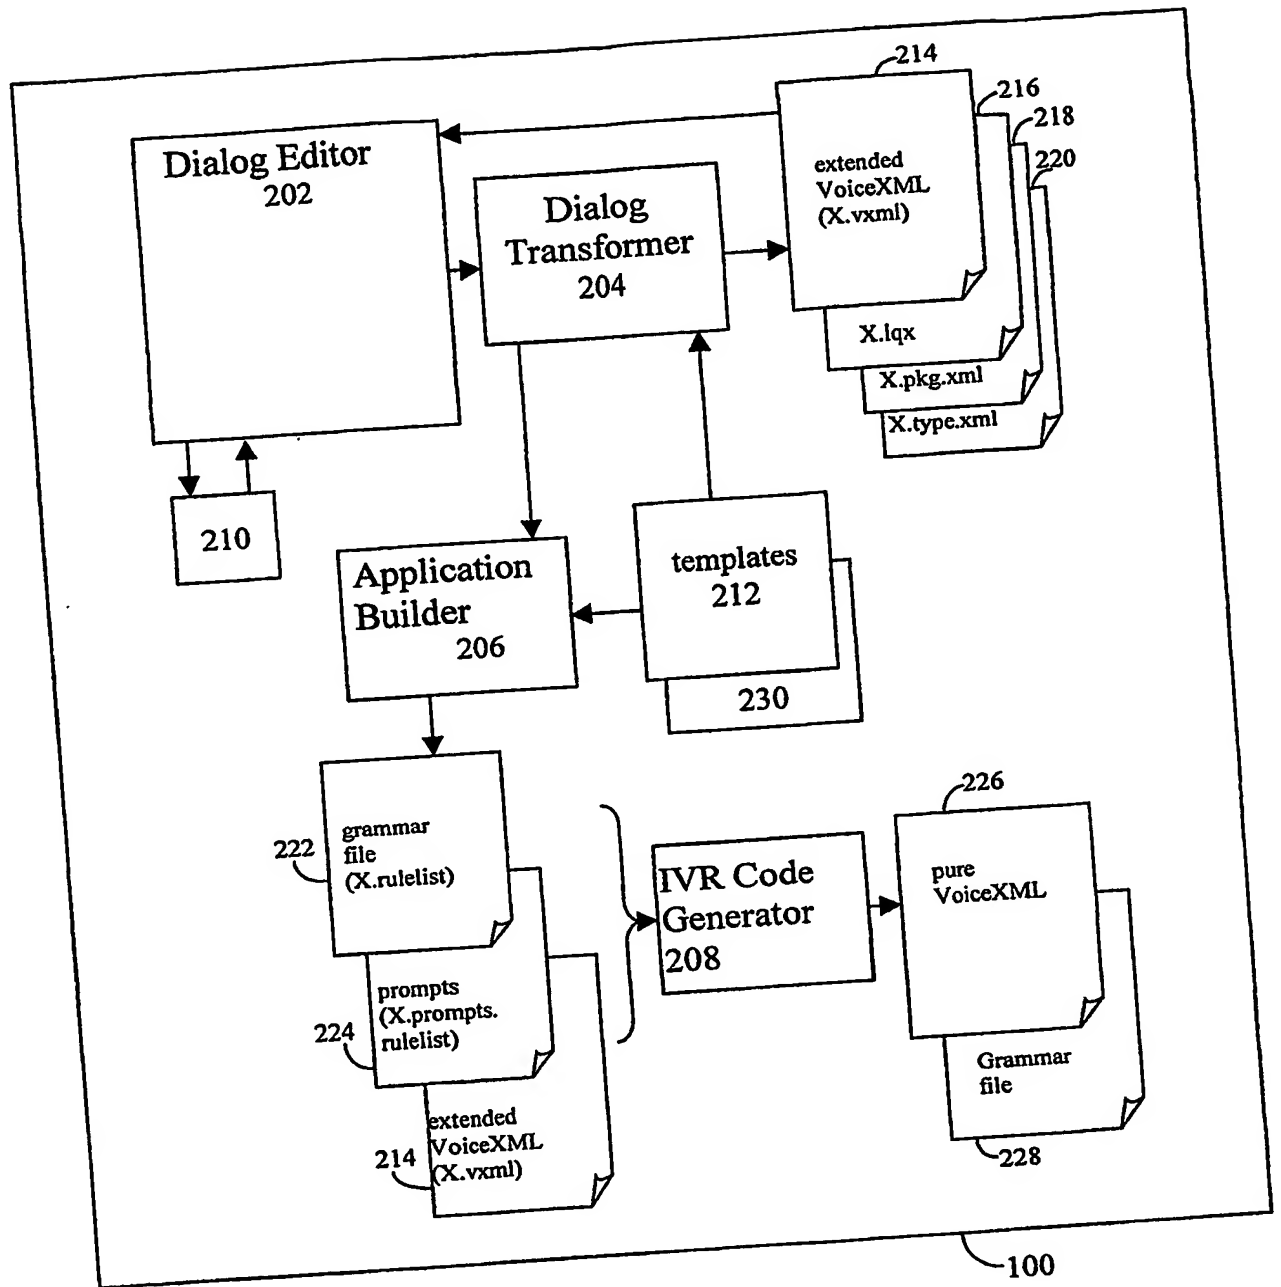 214
216
218
220
Dialog Editor
202
extended
VoiceXML
(X.vxml)
Dialog
Transformer
204
X.lqx
X.pkg.xml
X.type.xml
210
templates
212
Application
Builder
206
230
226
222
grammar
file
(X.rulelist)
IVR Code
Generator
208
pure
VoiceXML
224
prompts
(X.prompts.
rulelist)
Grammar
file
214
extended
VoiceXML
(X.vxml)
228
100